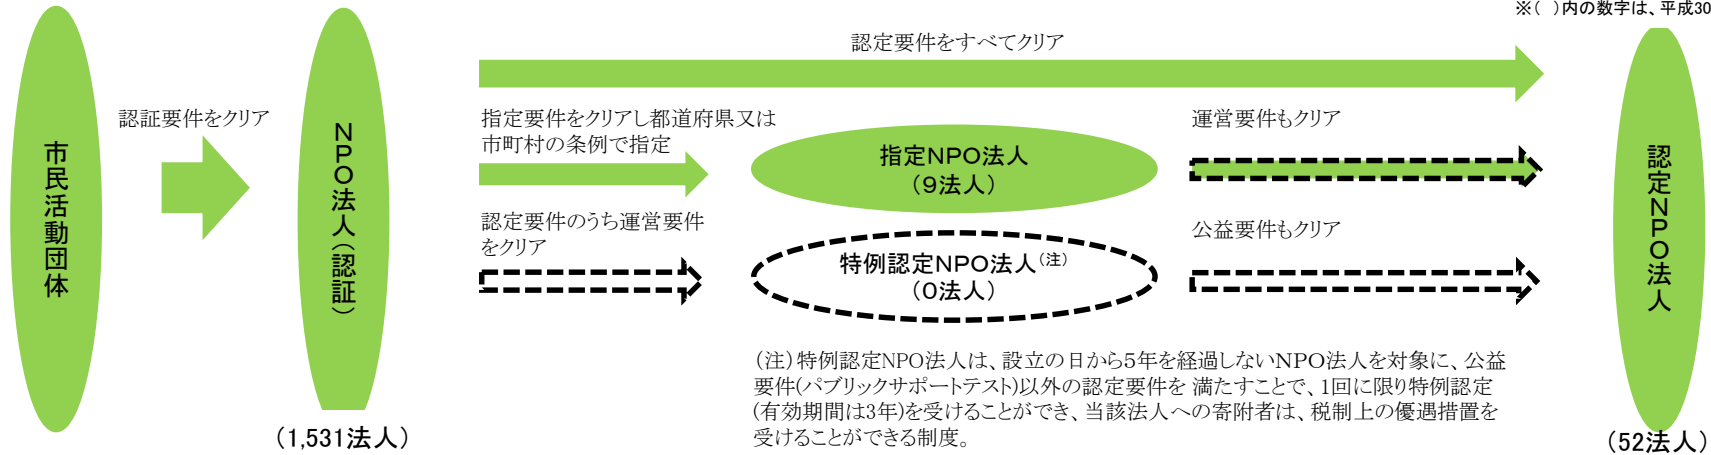 ※(　)内の数字は、平成30
市民活動団体
認証要件をクリア
NPO法人（認証）
（1,531法人）
認定要件をすべてクリア
指定要件をクリアし都道府県又は
市町村の条例で指定
指定NPO法人
（9法人）
運営要件もクリア
認定要件のうち運営要件
をクリア
特例認定NPO法人（注）
（0法人）
公益要件もクリア
（注）特例認定NPO法人は、設立の日から5年を経過しないNPO法人を対象に、公益
要件(パブリックサポートテスト)以外の認定要件を 満たすことで、1回に限り特例認定
(有効期間は3年)を受けることができ、当該法人への寄附者は、税制上の優遇措置を
受けることができる制度。
認定NPO法人
（52法人）